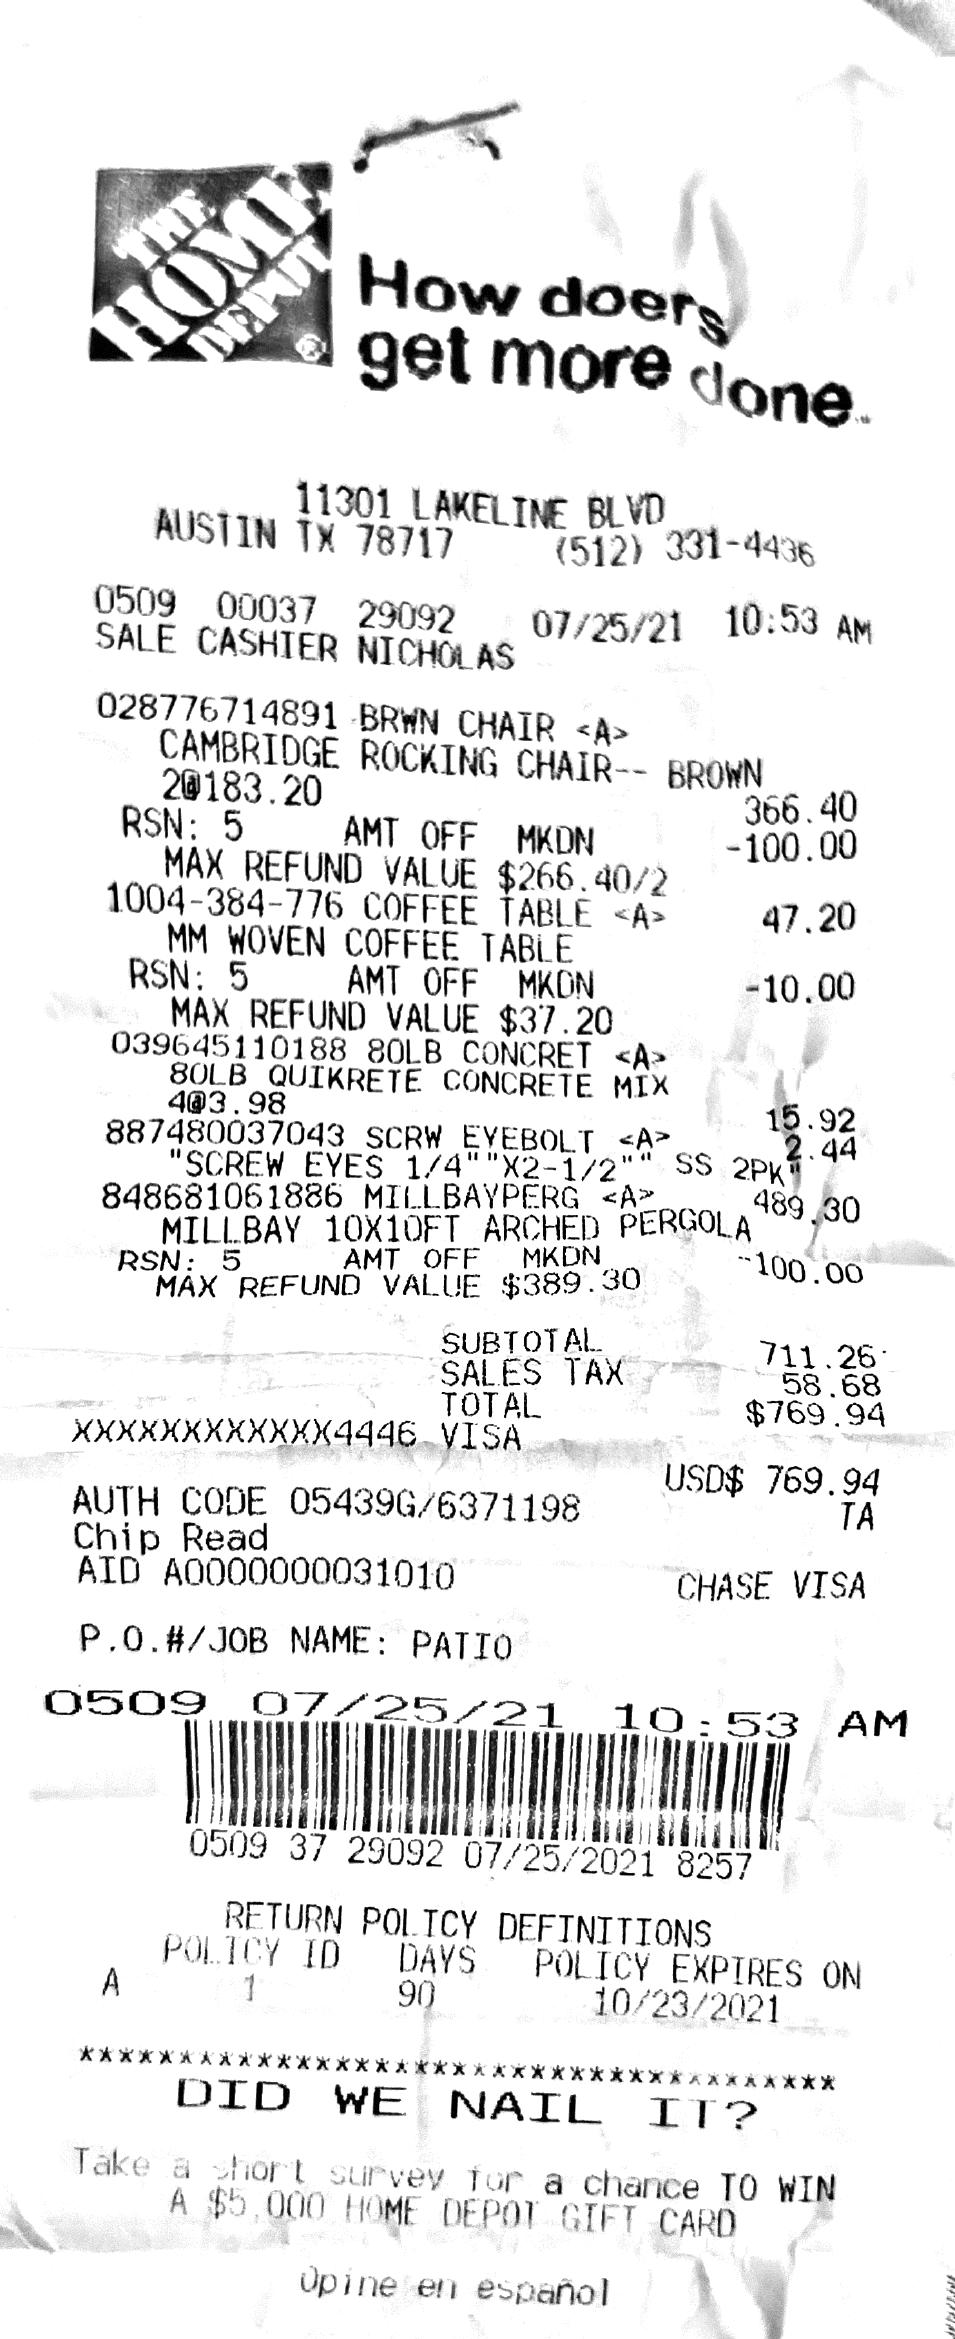 THE
HOME
DEPOT
®
How doers
get more done™
11301 LAKELINE BLVD
AUSTIN TX 78717 (512) 331-4436
0509 00037 29092 07/25/21 10:53 AM
SALE CASHIER NICHOLAS
028776714891 BRWN CHAIR <A>
CAMBRIDGE ROCKING CHAIR-- BROWN
2@183.20 366.40
RSN: 5 AMT OFF MKDN -100.00
MAX REFUND VALUE $266.40/2
1004-384-776 COFFEE TABLE <A> 47.20
MM WOVEN COFFEE TABLE
RSN: 5 AMT OFF MKDN -10.00
MAX REFUND VALUE $37.20
039645110188 80LB CONCRET <A>
80LB QUIKRETE CONCRETE MIX
4@3.98 15.92
887480037043 SCRW EYEBOLT <A> 2.44
"SCREW EYES 1/4""X2-1/2"" SS 2PK"
848681061886 MILLBAYPERG <A> 489.30
MILLBAY 10X10FT ARCHED PERGOLA
RSN: 5 AMT OFF MKDN -100.00
MAX REFUND VALUE $389.30
SUBTOTAL 711.26
SALES TAX 58.68
TOTAL $769.94
XXXXXXXXXXXX4446 VISA
USD$ 769.94
AUTH CODE 05439G/6371198 TA
Chip Read
AID A0000000031010 CHASE VISA
P.O.#/JOB NAME: PATIO
0509 07/25/21 10:53 AM
0509 37 29092 07/25/2021 8257
RETURN POLICY DEFINITIONS
POLICY ID DAYS POLICY EXPIRES ON
A 1 90 10/23/2021
***************************************
DID WE NAIL IT?
Take a short survey for a chance TO WIN
A $5,000 HOME DEPOT GIFT CARD
Opine en español